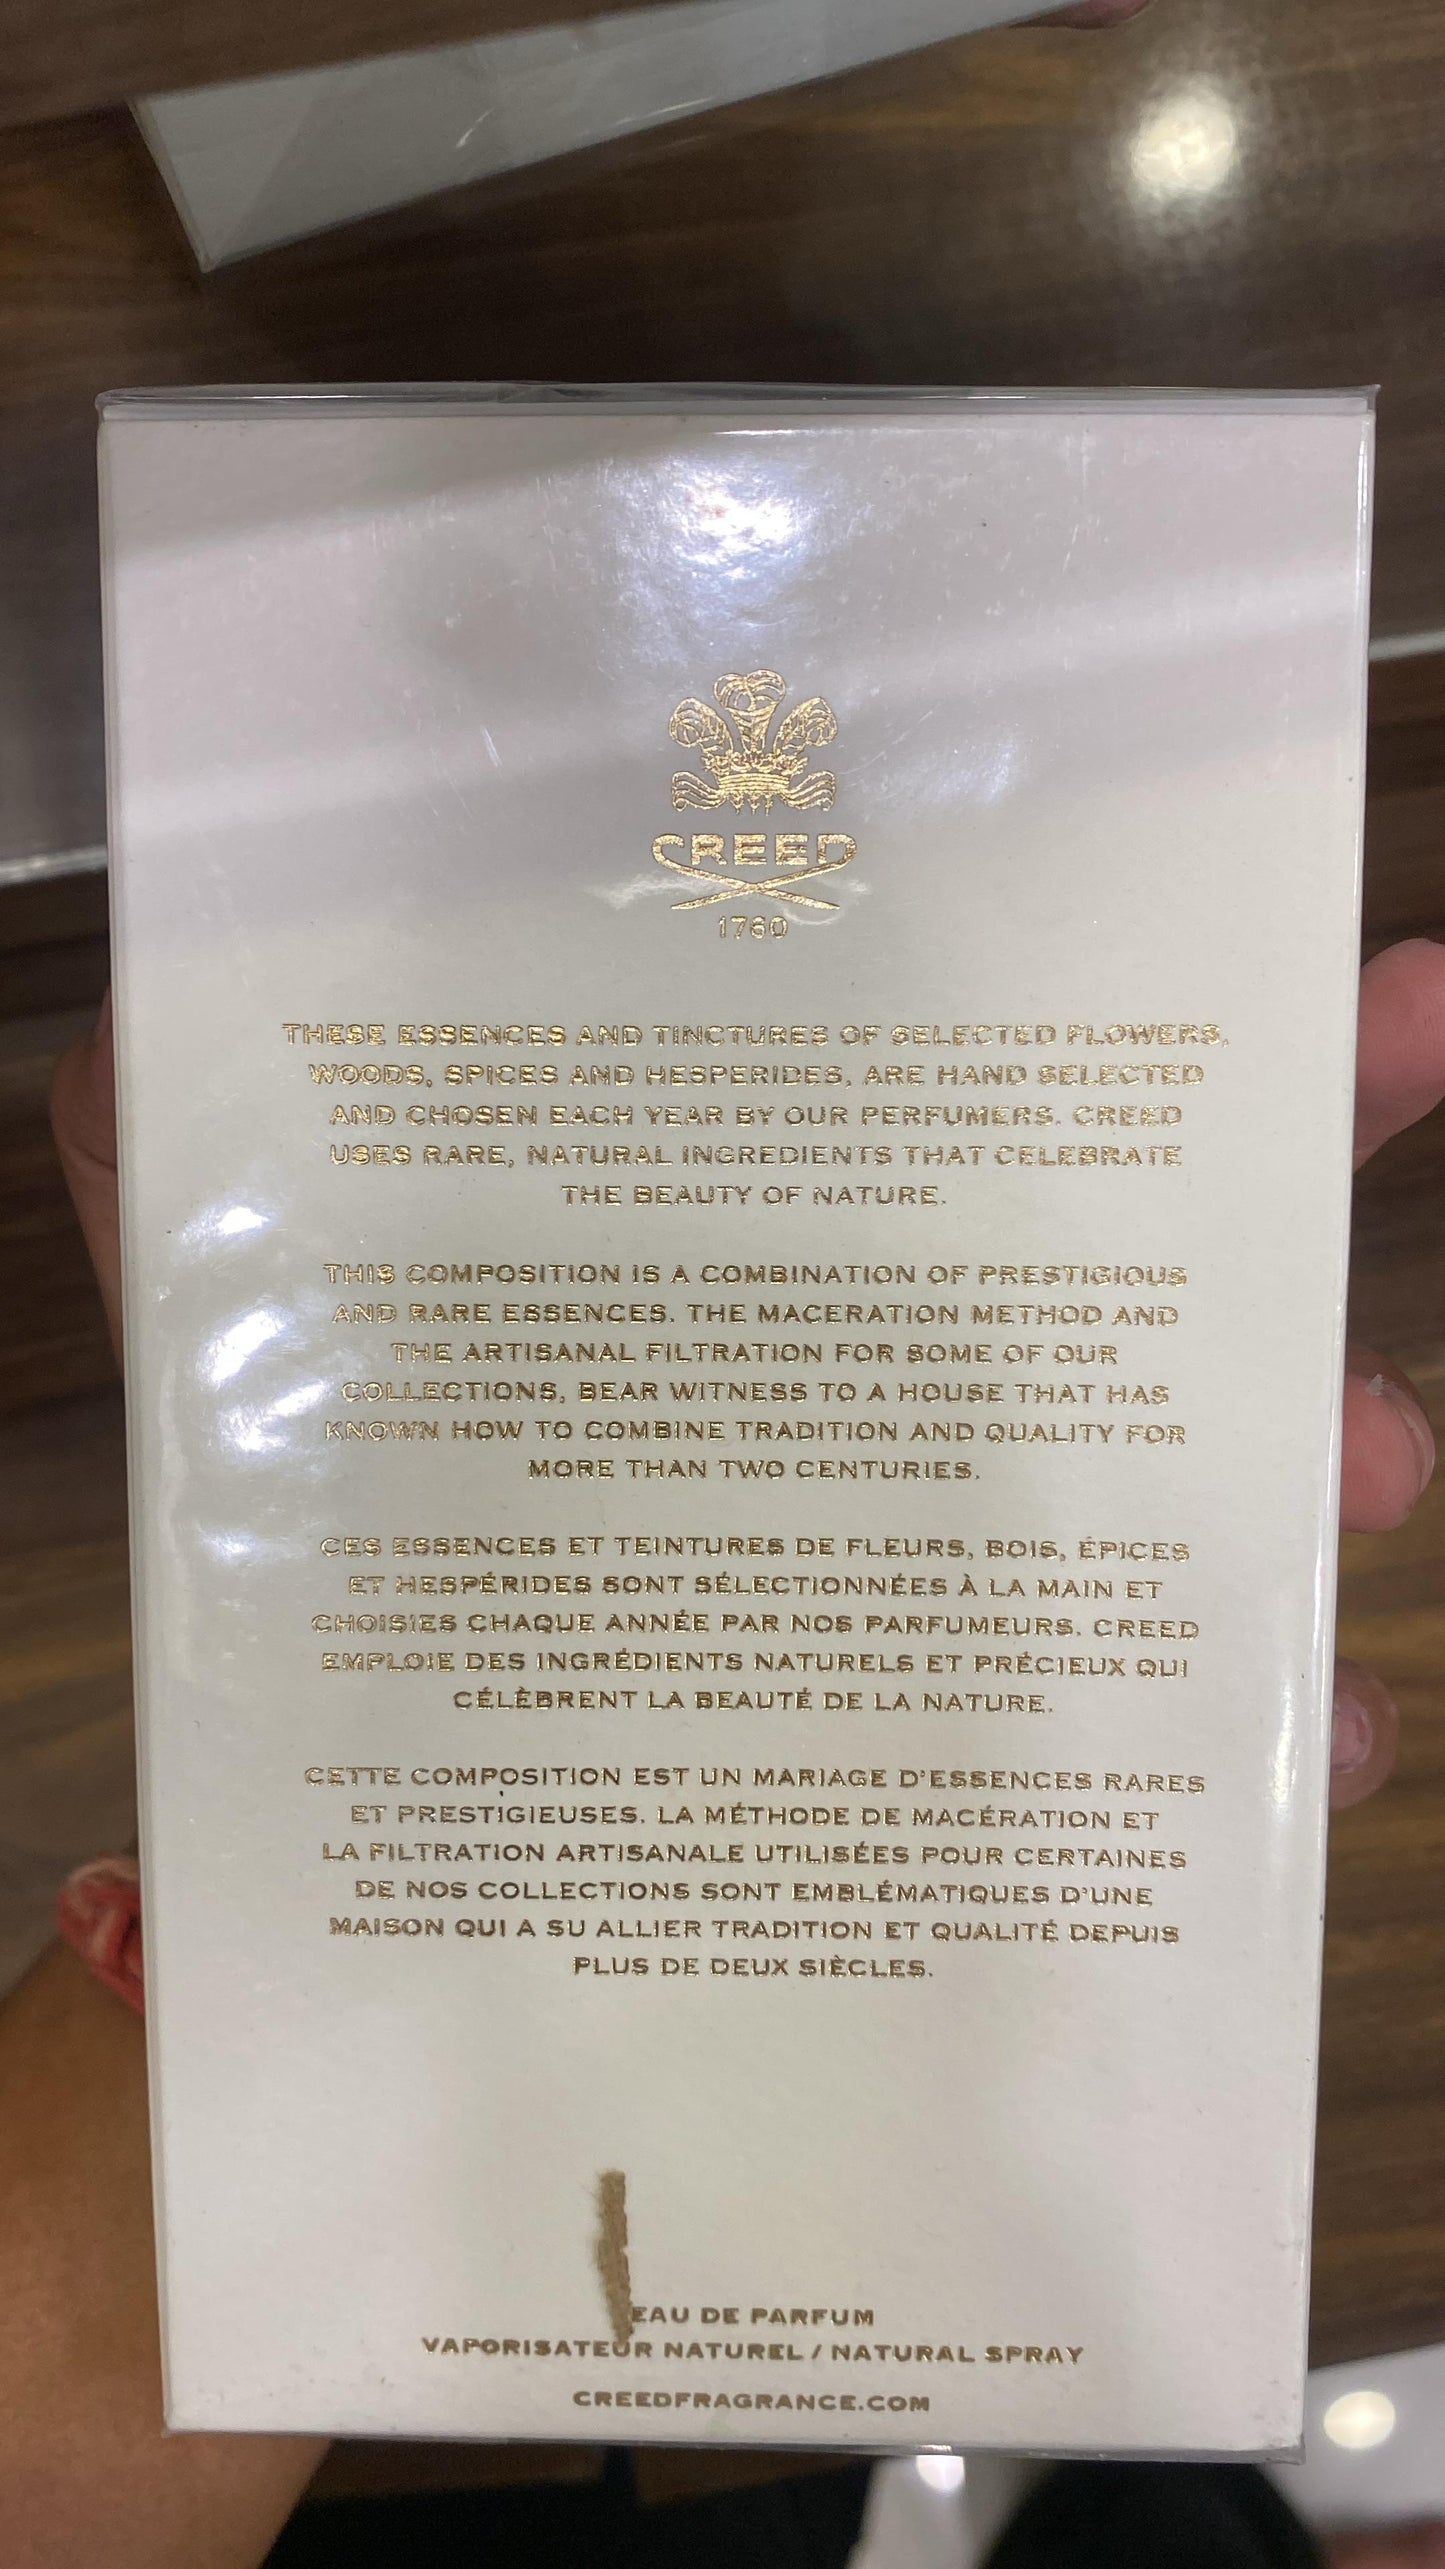 CREED
1760
THESE ESSENCES AND TINCTURES OF SELECTED FLOWERS,
WOODS, SPICES AND HESPERIDES, ARE HAND SELECTED
AND CHOSEN EACH YEAR BY OUR PERFUMERS. CREED
USES RARE, NATURAL INGREDIENTS THAT CELEBRATE
THE BEAUTY OF NATURE.
THIS COMPOSITION IS A COMBINATION OF PRESTIGIOUS
AND RARE ESSENCES. THE MACERATION METHOD AND
THE ARTISANAL FILTRATION FOR SOME OF OUR
COLLECTIONS, BEAR WITNESS TO A HOUSE THAT HAS
KNOWN HOW TO COMBINE TRADITION AND QUALITY FOR
MORE THAN TWO CENTURIES.
CES ESSENCES ET TEINTURES DE FLEURS, BOIS, ÉPICES
ET HESPÉRIDES SONT SÉLECTIONNÉES À LA MAIN ET
CHOISIES CHAQUE ANNÉE PAR NOS PARFUMEURS. CREED
EMPLOIE DES INGRÉDIENTS NATURELS ET PRÉCIEUX QUI
CÉLÈBRENT LA BEAUTÉ DE LA NATURE.
CETTE COMPOSITION EST UN MARIAGE D'ESSENCES RARES
ET PRESTIGIEUSES. LA MÉTHODE DE MACÉRATION ET
LA FILTRATION ARTISANALE UTILISÉES POUR CERTAINES
DE NOS COLLECTIONS SONT EMBLÉMATIQUES D'UNE
MAISON QUI A SU ALLIER TRADITION ET QUALITÉ DEPUIS
PLUS DE DEUX SIÈCLES.
EAU DE PARFUM
VAPORISATEUR NATUREL / NATURAL SPRAY
CREEDFRAGRANCE.COM